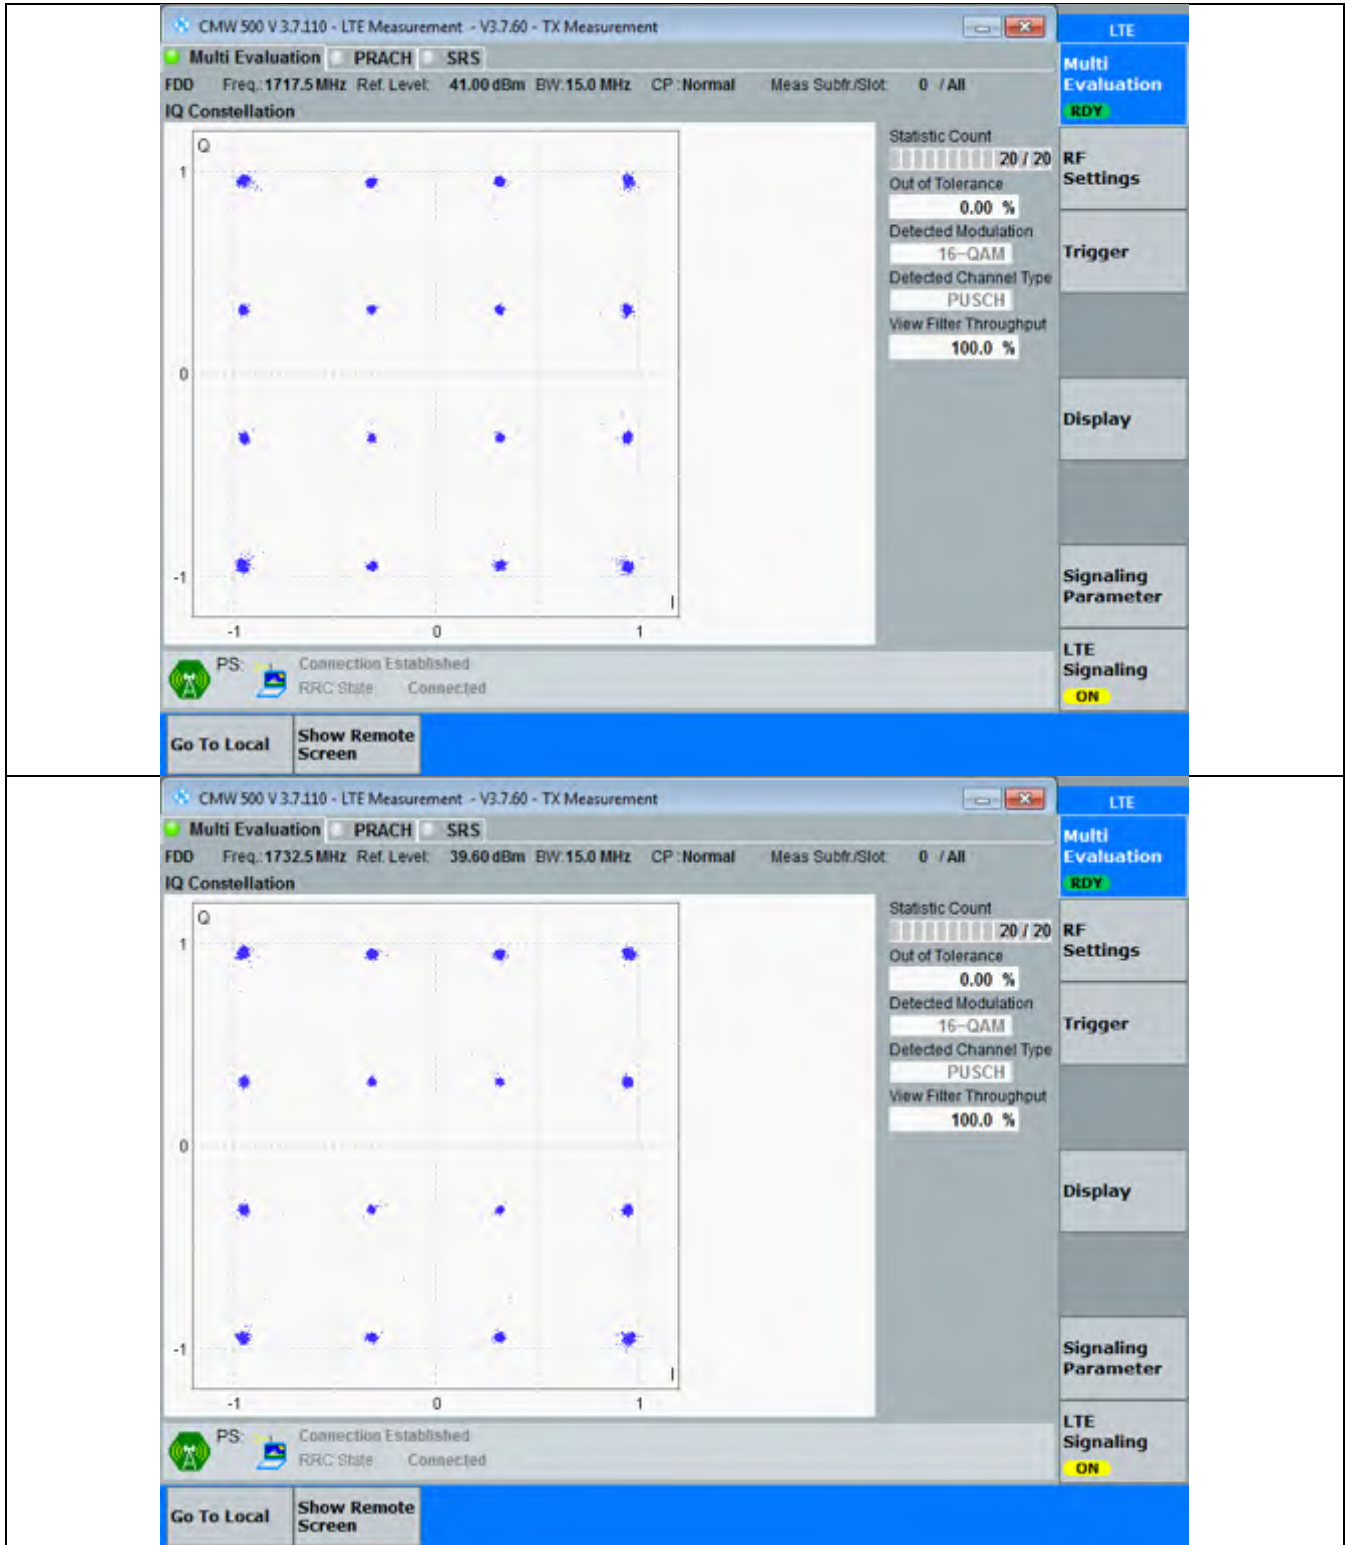 CMW 500 V 3.7.110 - LTE Measurement - V3.7.60 - TX Measurement
LTE
Multi Evaluation PRACH SRS
Multi
Evaluation
RDY
FDD Freq.: 1717.5 MHz Ref. Level: 41.00 dBm BW: 15.0 MHz CP : Normal Meas Subfr./Slot: 0 / All
IQ Constellation
Q
1
0
-1
I
-1 0 1
Statistic Count
20 / 20
Out of Tolerance
0.00 %
Detected Modulation
16-QAM
Detected Channel Type
PUSCH
View Filter Throughput
100.0 %
RF
Settings
Trigger
Display
Signaling
Parameter
LTE
Signaling
ON
PS: Connection Established
RRC State Connected
Go To Local Show Remote
Screen
CMW 500 V 3.7.110 - LTE Measurement - V3.7.60 - TX Measurement
LTE
Multi Evaluation PRACH SRS
Multi
Evaluation
RDY
FDD Freq.: 1732.5 MHz Ref. Level: 39.60 dBm BW: 15.0 MHz CP : Normal Meas Subfr./Slot: 0 / All
IQ Constellation
Q
1
0
-1
I
-1 0 1
Statistic Count
20 / 20
Out of Tolerance
0.00 %
Detected Modulation
16-QAM
Detected Channel Type
PUSCH
View Filter Throughput
100.0 %
RF
Settings
Trigger
Display
Signaling
Parameter
LTE
Signaling
ON
PS: Connection Established
RRC State Connected
Go To Local Show Remote
Screen